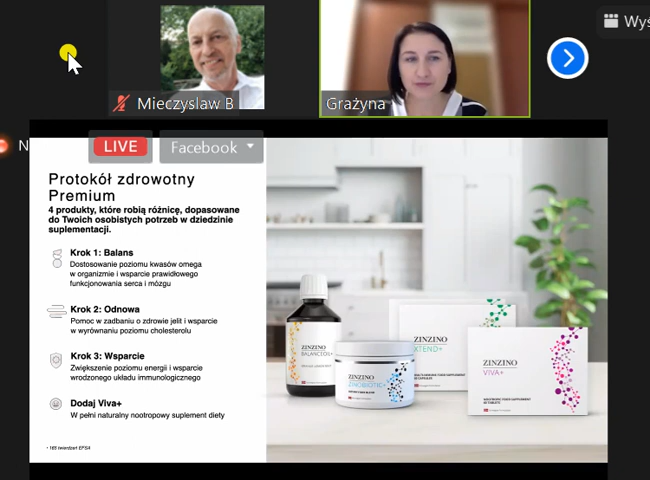 Wyś
Mieczyslaw B
Grażyna
N
LIVE
Facebook
Protokół zdrowotny
Premium
4 produkty, które robią różnicę, dopasowane
do Twoich osobistych potrzeb w dziedzinie
suplementacji.
Krok 1: Balans
Dostosowanie poziomu kwasów omega
w organizmie i wsparcie prawidłowego
funkcjonowania serca i mózgu
Krok 2: Odnowa
Pomoc w zadbaniu o zdrowie jelit i wsparcie
w wyrównaniu poziomu cholesterolu
Krok 3: Wsparcie
Zwiększenie poziomu energii i wsparcie
wrodzonego układu immunologicznego
Dodaj Viva+
W pełni naturalny nootropowy suplement diety
ZINZINO
BALANCEOIL+
ZINZINO
ZINOBIOTIC+
ZINZINO
XTEND+
ZINZINO
VIVA+